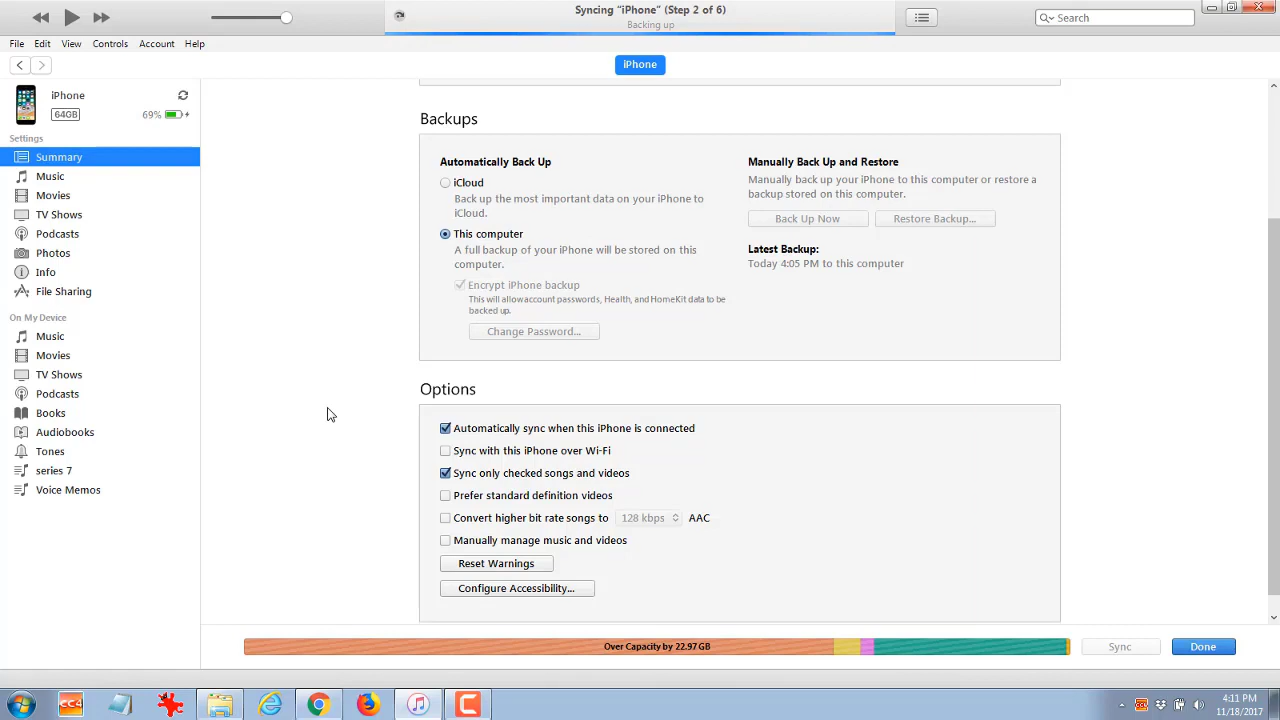 Syncing “iPhone” (Step 2 of 6)
Backing up
Search
File Edit View Controls Account Help
iPhone
iPhone
64GB
69%
Settings
Summary
Music
Movies
TV Shows
Podcasts
Photos
Info
File Sharing
On My Device
Music
Movies
TV Shows
Podcasts
Books
Audiobooks
Tones
series 7
Voice Memos
Backups
Automatically Back Up
iCloud
Back up the most important data on your iPhone to
iCloud.
This computer
A full backup of your iPhone will be stored on this
computer.
Encrypt iPhone backup
This will allow account passwords, Health, and HomeKit data to be
backed up.
Change Password...
Manually Back Up and Restore
Manually back up your iPhone to this computer or restore a
backup stored on this computer.
Back Up Now
Restore Backup...
Latest Backup:
Today 4:05 PM to this computer
Options
Automatically sync when this iPhone is connected
Sync with this iPhone over Wi-Fi
Sync only checked songs and videos
Prefer standard definition videos
Convert higher bit rate songs to 128 kbps AAC
Manually manage music and videos
Reset Warnings
Configure Accessibility...
Over Capacity by 22.97 GB
Sync
Done
CC4
4:11 PM
11/18/2017